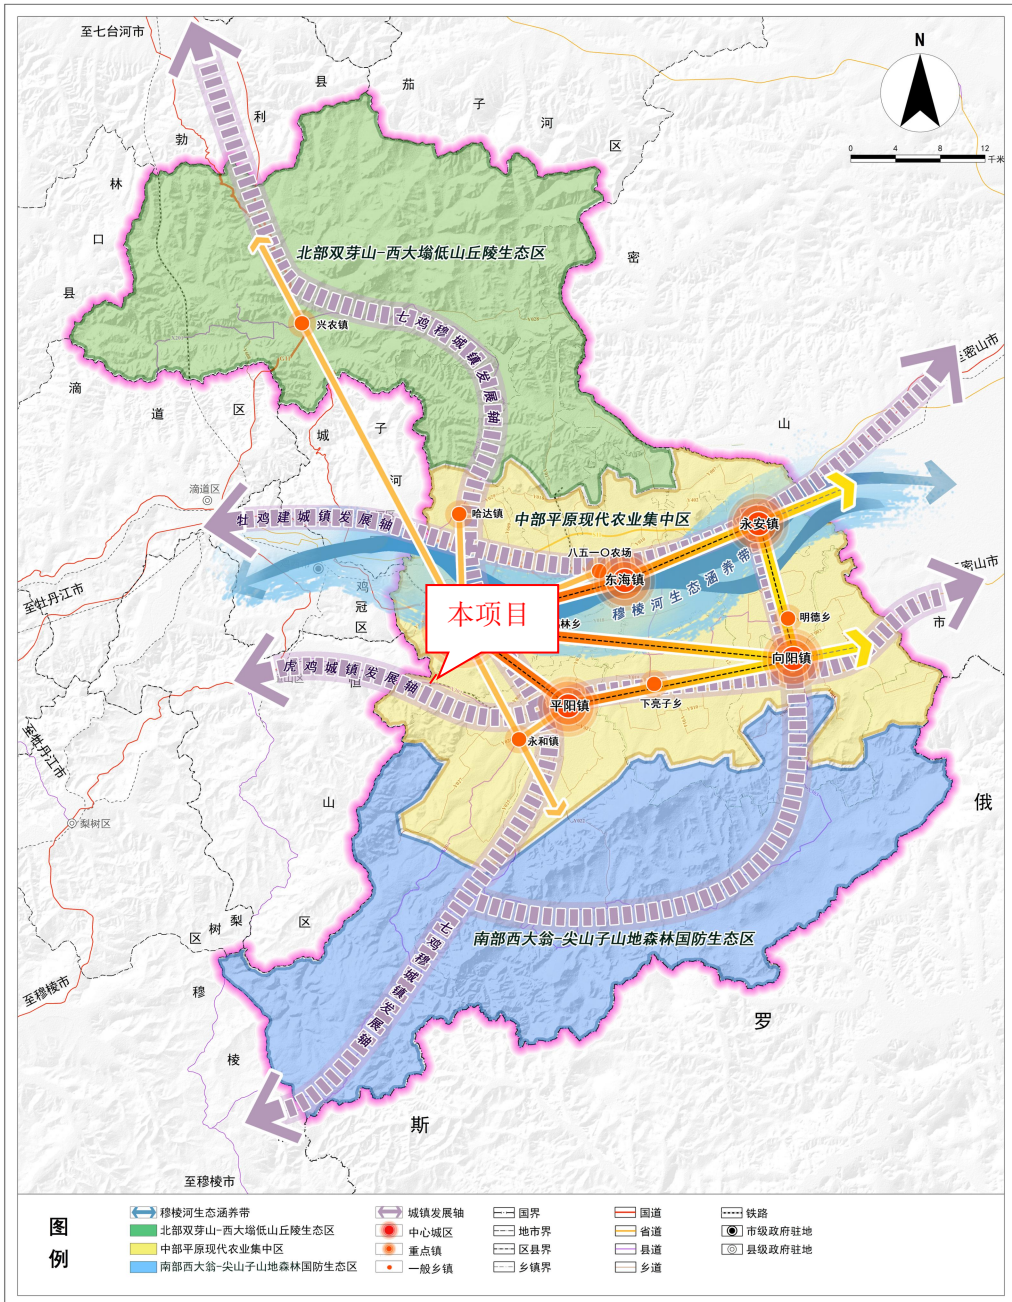 至七台河市
N
0 4 8 12
千米
勃
利
县
茄
子
河
区
林
口
县
密
山
市
北部双芽山-西大塴低山丘陵生态区
兴农镇
七鸡穆城镇发展轴
至密山市
滴
道
区
城
子
河
区
滴道区
哈达镇
中部平原现代农业集中区
永安镇
牡鸡建城镇发展轴
八五一〇农场
东海镇
穆棱河生态涵养带
至牡丹江市
鸡
冠
区
本项目
林乡
明德乡
向阳镇
密山市
虎鸡城镇发展轴
恒
山
区
平阳镇
下亮子乡
永和镇
至牡丹江市
梨树区
梨
树
区
俄
罗
斯
南部西大翁-尖山子山地森林国防生态区
七鸡穆城镇发展轴
至穆棱市
穆
棱
至穆棱市
图例
穆棱河生态涵养带
北部双芽山-西大塴低山丘陵生态区
中部平原现代农业集中区
南部西大翁-尖山子山地森林国防生态区
城镇发展轴
中心城区
重点镇
一般乡镇
国界
地市界
区县界
乡镇界
国道
省道
县道
乡道
铁路
市级政府驻地
县级政府驻地